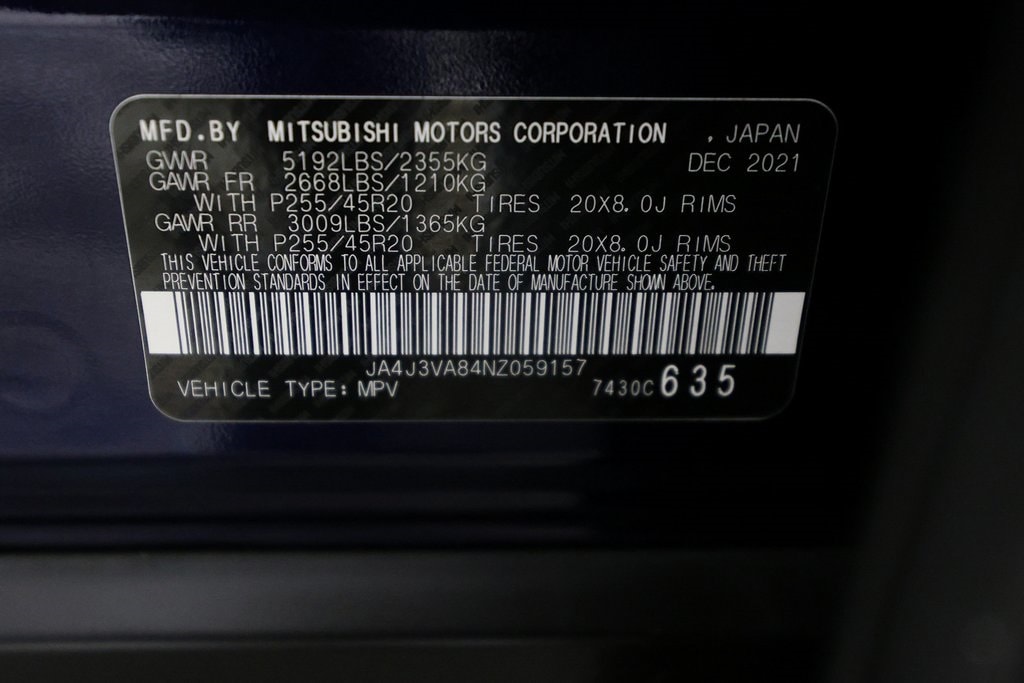 MFD.BY MITSUBISHI MOTORS CORPORATION , JAPAN
GVWR 5192LBS/2355KG DEC 2021
GAWR FR 2668LBS/1210KG
WITH P255/45R20 TIRES 20X8.0J RIMS
GAWR RR 3009LBS/1365KG
WITH P255/45R20 TIRES 20X8.0J RIMS
THIS VEHICLE CONFORMS TO ALL APPLICABLE FEDERAL MOTOR VEHICLE SAFETY AND THEFT
PREVENTION STANDARDS IN EFFECT ON THE DATE OF MANUFACTURE SHOWN ABOVE.
JA4J3VA84NZ059157
VEHICLE TYPE: MPV 7430C 635